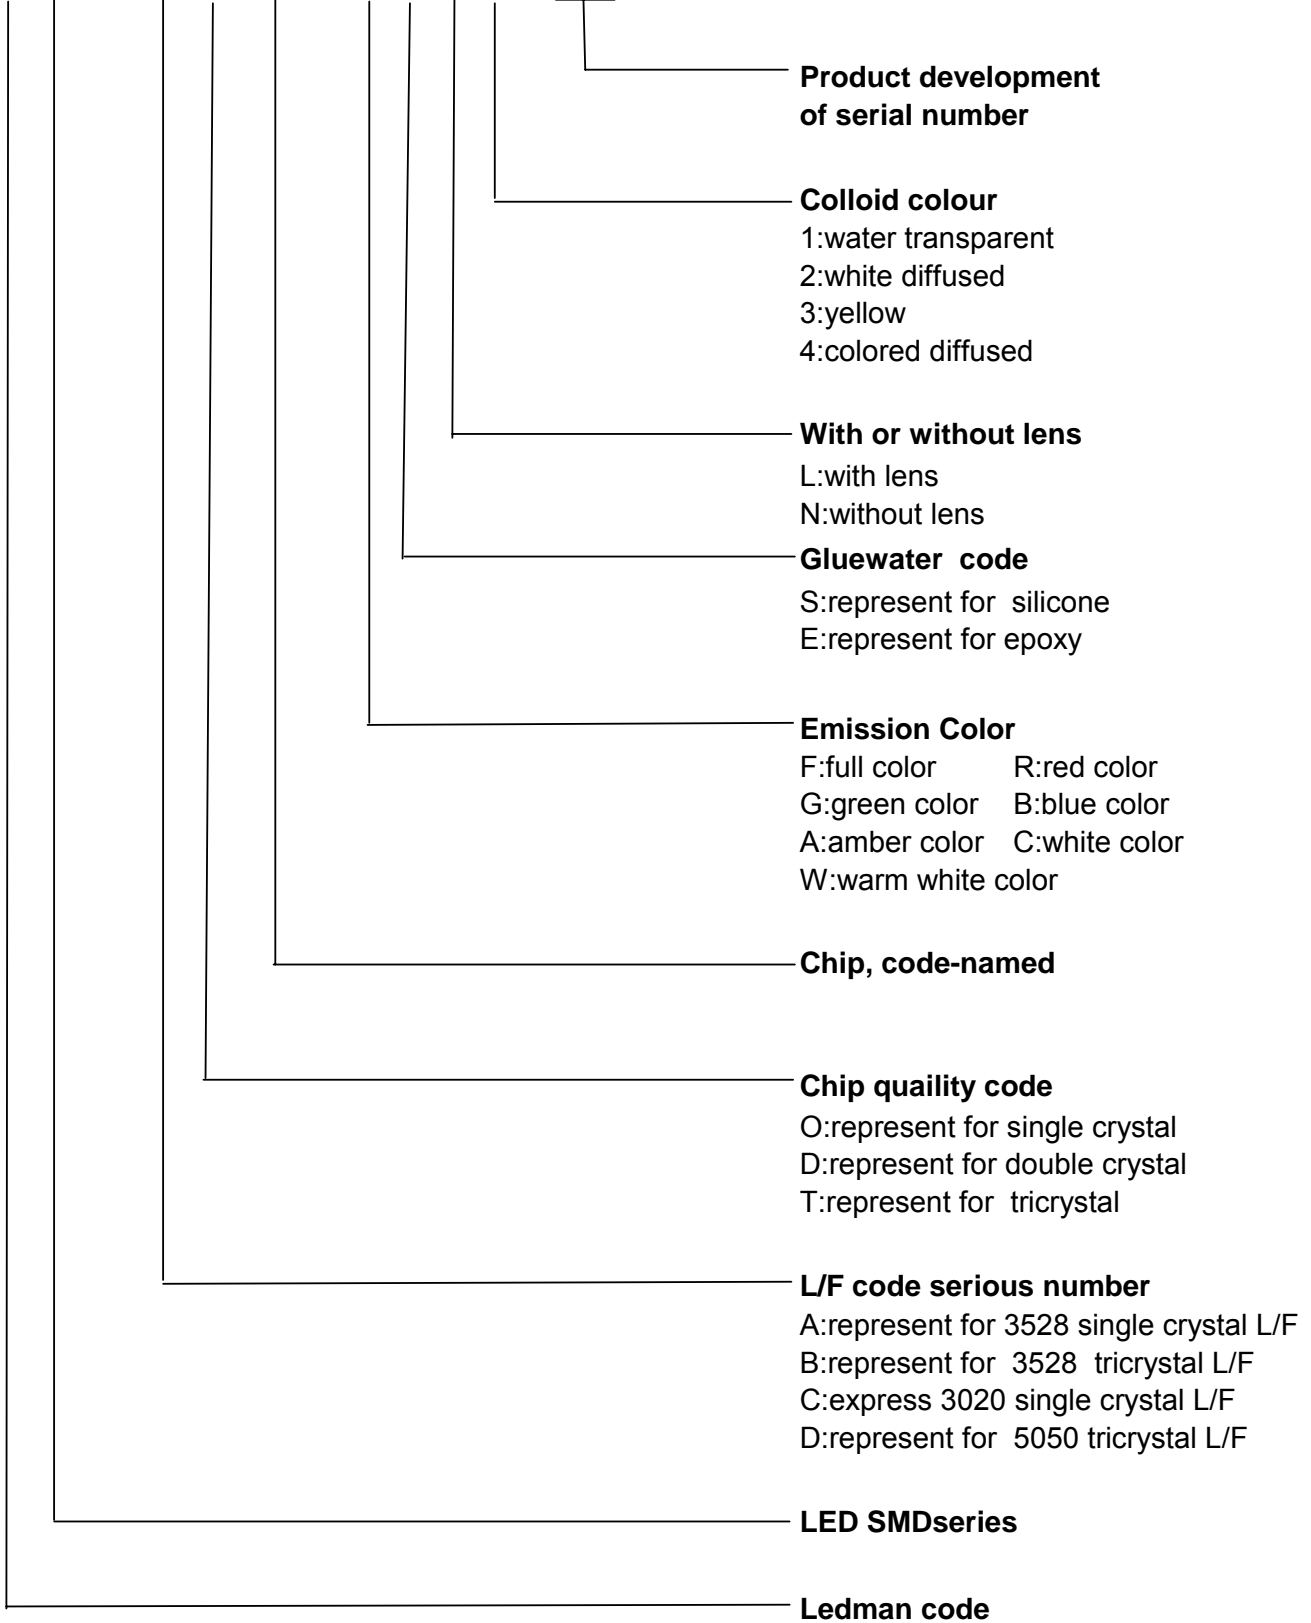 Product development
of serial number
Colloid colour
1:water transparent
2:white diffused
3:yellow
4:colored diffused
With or without lens
L:with lens
N:without lens
Gluewater  code
S:represent for  silicone
E:represent for epoxy
Emission Color
F:full color R:red color
G:green color B:blue color
A:amber color C:white color
W:warm white color
Chip, code-named
Chip quaility code
O:represent for single crystal
D:represent for double crystal
T:represent for  tricrystal
L/F code serious number
A:represent for 3528 single crystal L/F
B:represent for  3528  tricrystal L/F
C:express 3020 single crystal L/F
D:represent for  5050 tricrystal L/F
LED SMDseries
Ledman code